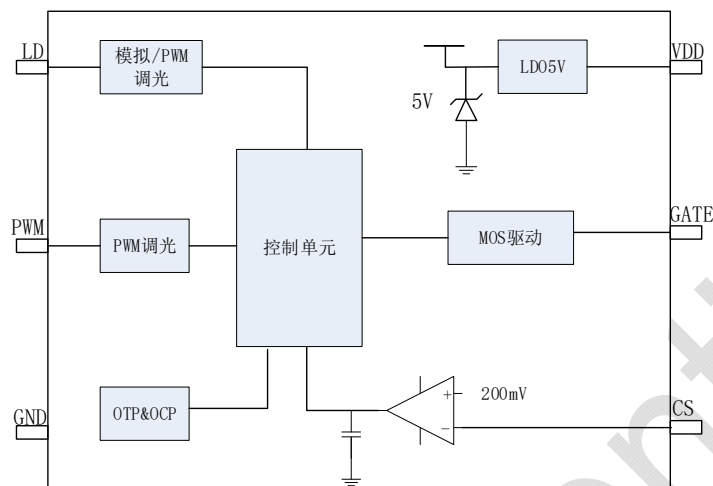 LD
模拟/PWM
调光
LDO5V
VDD
5V
PWM
PWM调光
控制单元
MOS驱动
GATE
GND
OTP&OCP
+
200mV
−
CS